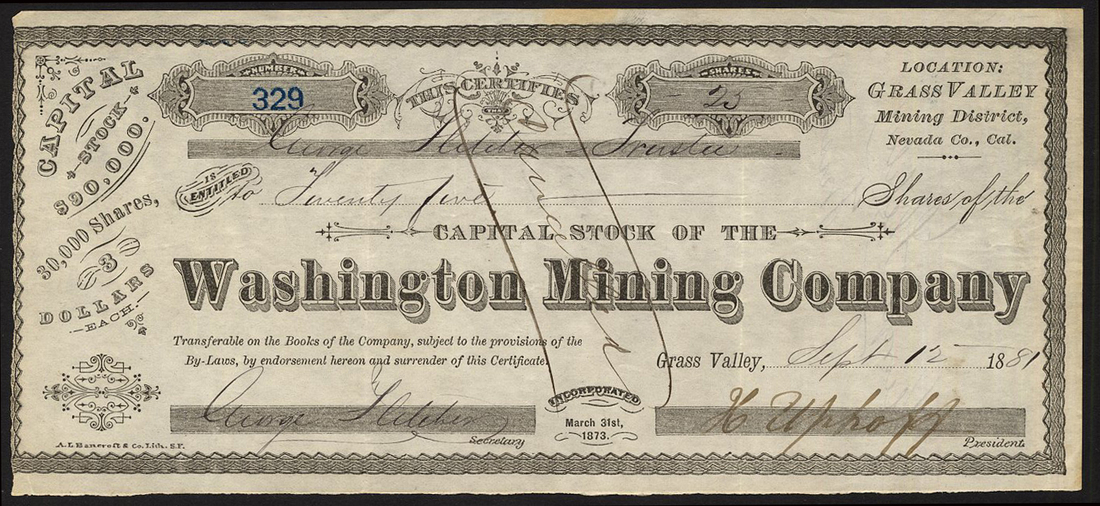 CAPITAL
STOCK
$90,000.
30,000 Shares,
3
DOLLARS
EACH.
NUMBER
329
THIS CERTIFIES
SHARES
25
LOCATION:
GRASS VALLEY
Mining District,
Nevada Co., Cal.
George Fletcher Trustee
IS ENTITLED
to Twenty five Shares of the
CAPITAL STOCK OF THE
Washington Mining Company
Transferable on the Books of the Company, subject to the provisions of the
By-Laws, by endorsement hereon and surrender of this Certificate.
Grass Valley, Sept 12 1881
Cancelled
INCORPORATED
March 31st,
1873.
George Fletcher
Secretary
H Uphoff
President
A.L. Bancroft & Co. Lith. S.F.